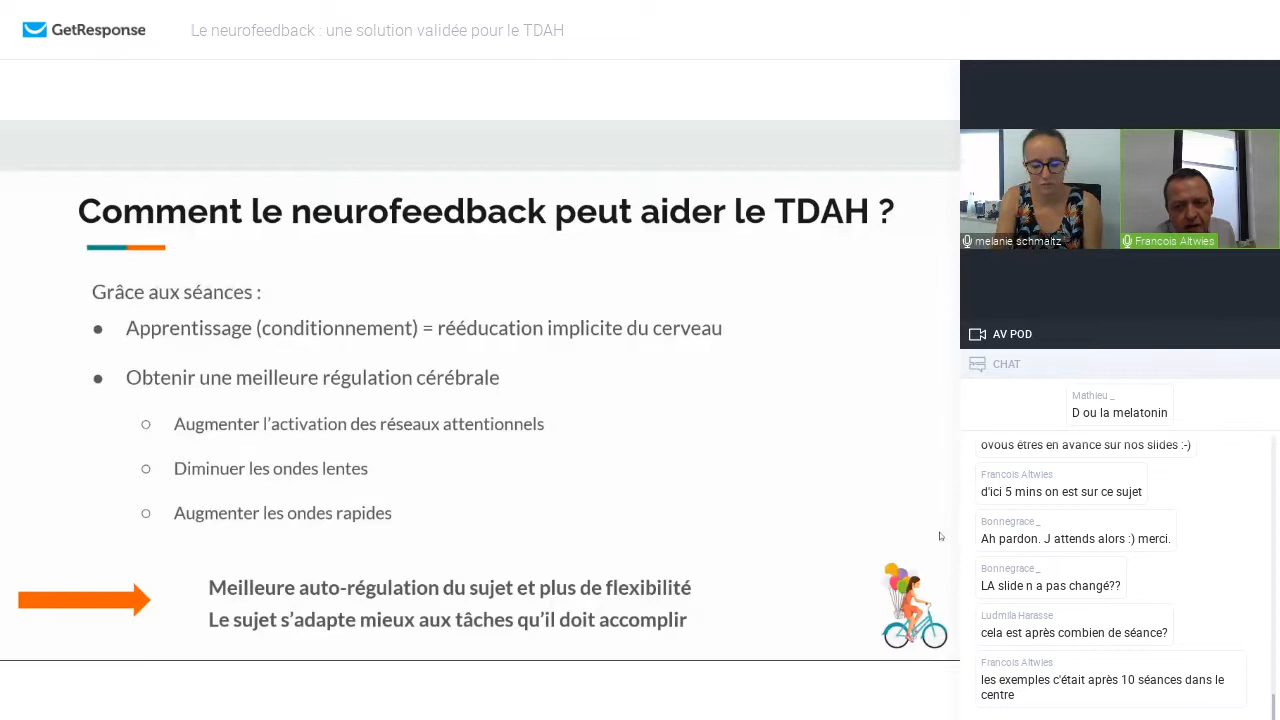 GetResponse
Le neurofeedback : une solution validée pour le TDAH
Comment le neurofeedback peut aider le TDAH ?
Grâce aux séances :
● Apprentissage (conditionnement) = rééducation implicite du cerveau
● Obtenir une meilleure régulation cérébrale
○ Augmenter l'activation des réseaux attentionnels
○ Diminuer les ondes lentes
○ Augmenter les ondes rapides
Meilleure auto-régulation du sujet et plus de flexibilité
Le sujet s'adapte mieux aux tâches qu'il doit accomplir
melanie schmaltz
Francois Altwies
AV POD
CHAT
Mathieu _
D ou la melatonin
ovous êtres en avance sur nos slides :-)
Francois Altwies
d'ici 5 mins on est sur ce sujet
Bonnegrace _
Ah pardon. J attends alors :) merci.
Bonnegrace _
LA slide n a pas changé??
Ludmila Harasse
cela est après combien de séance?
Francois Altwies
les exemples c'était après 10 séances dans le
centre